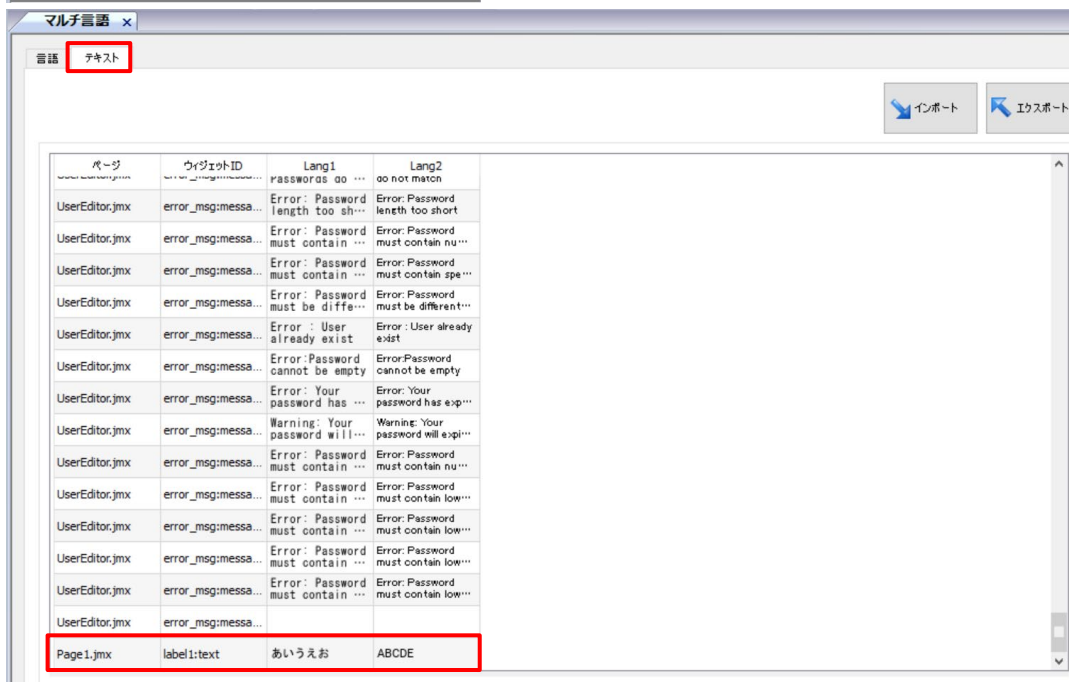 マルチ言語 x
言語 テキスト
インポート エクスポート
ページ ウィジェットID Lang1 Lang2
Passwords do … do not match
UserEditor.jmx error_msg:messa... Error: Password length too sh… Error: Password length too short
UserEditor.jmx error_msg:messa... Error: Password must contain … Error: Password must contain nu…
UserEditor.jmx error_msg:messa... Error: Password must contain … Error: Password must contain spe…
UserEditor.jmx error_msg:messa... Error: Password must be diffe… Error: Password must be different…
UserEditor.jmx error_msg:messa... Error : User already exist Error : User already exist
UserEditor.jmx error_msg:messa... Error:Password cannot be empty Error:Password cannot be empty
UserEditor.jmx error_msg:messa... Error: Your password has … Error: Your password has exp…
UserEditor.jmx error_msg:messa... Warning: Your password will… Warning: Your password will expi…
UserEditor.jmx error_msg:messa... Error: Password must contain … Error: Password must contain nu…
UserEditor.jmx error_msg:messa... Error: Password must contain … Error: Password must contain low…
UserEditor.jmx error_msg:messa... Error: Password must contain … Error: Password must contain low…
UserEditor.jmx error_msg:messa... Error: Password must contain … Error: Password must contain low…
UserEditor.jmx error_msg:messa... Error: Password must contain … Error: Password must contain low…
UserEditor.jmx error_msg:messa...
Page1.jmx label1:text あいうえお ABCDE